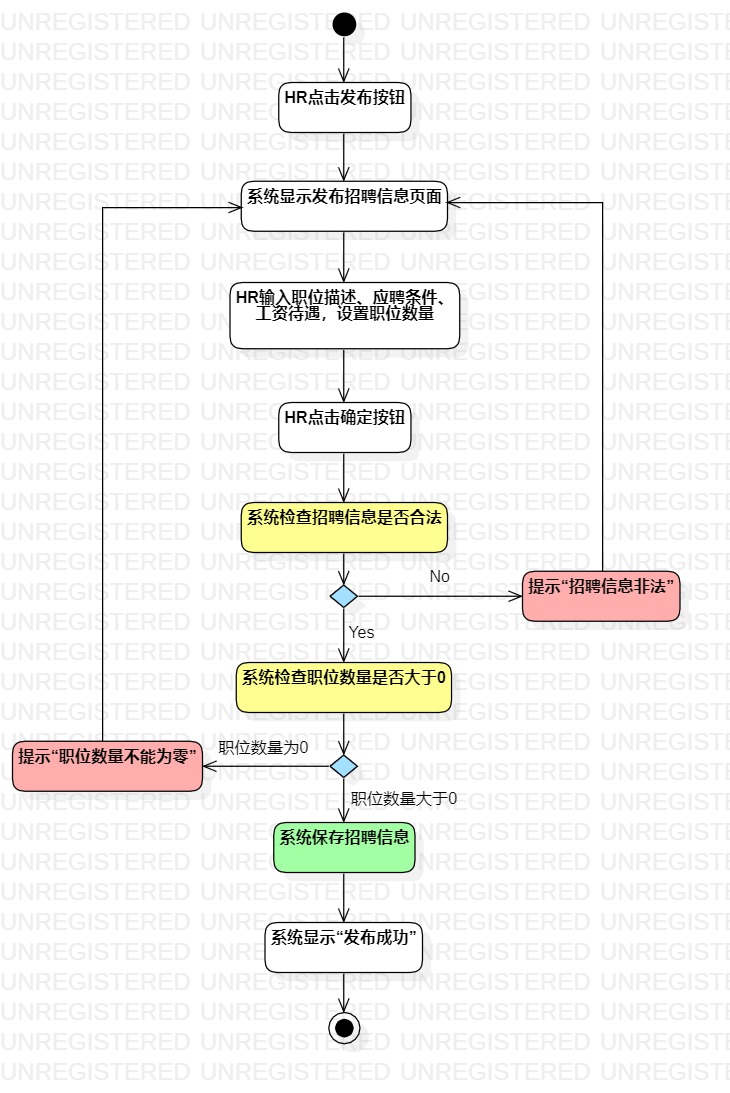 HR点击发布按钮
系统显示发布招聘信息页面
HR输入职位描述、应聘条件、
工资待遇，设置职位数量
HR点击确定按钮
系统检查招聘信息是否合法
No
提示“招聘信息非法”
Yes
系统检查职位数量是否大于0
职位数量为0
提示“职位数量不能为零”
职位数量大于0
系统保存招聘信息
系统显示“发布成功”
UNREGISTERED